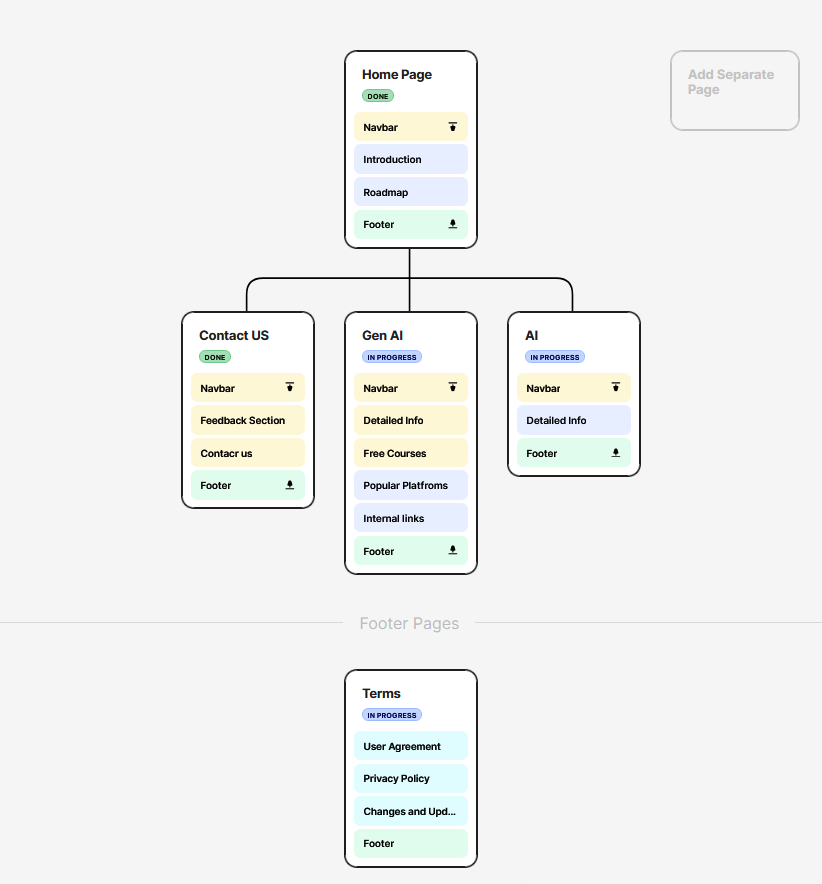 Home Page
DONE
Navbar
Introduction
Roadmap
Footer
Add Separate
Page
Contact US
DONE
Navbar
Feedback Section
Contacr us
Footer
Gen AI
IN PROGRESS
Navbar
Detailed Info
Free Courses
Popular Platfroms
Internal links
Footer
AI
IN PROGRESS
Navbar
Detailed Info
Footer
Footer Pages
Terms
IN PROGRESS
User Agreement
Privacy Policy
Changes and Upd...
Footer